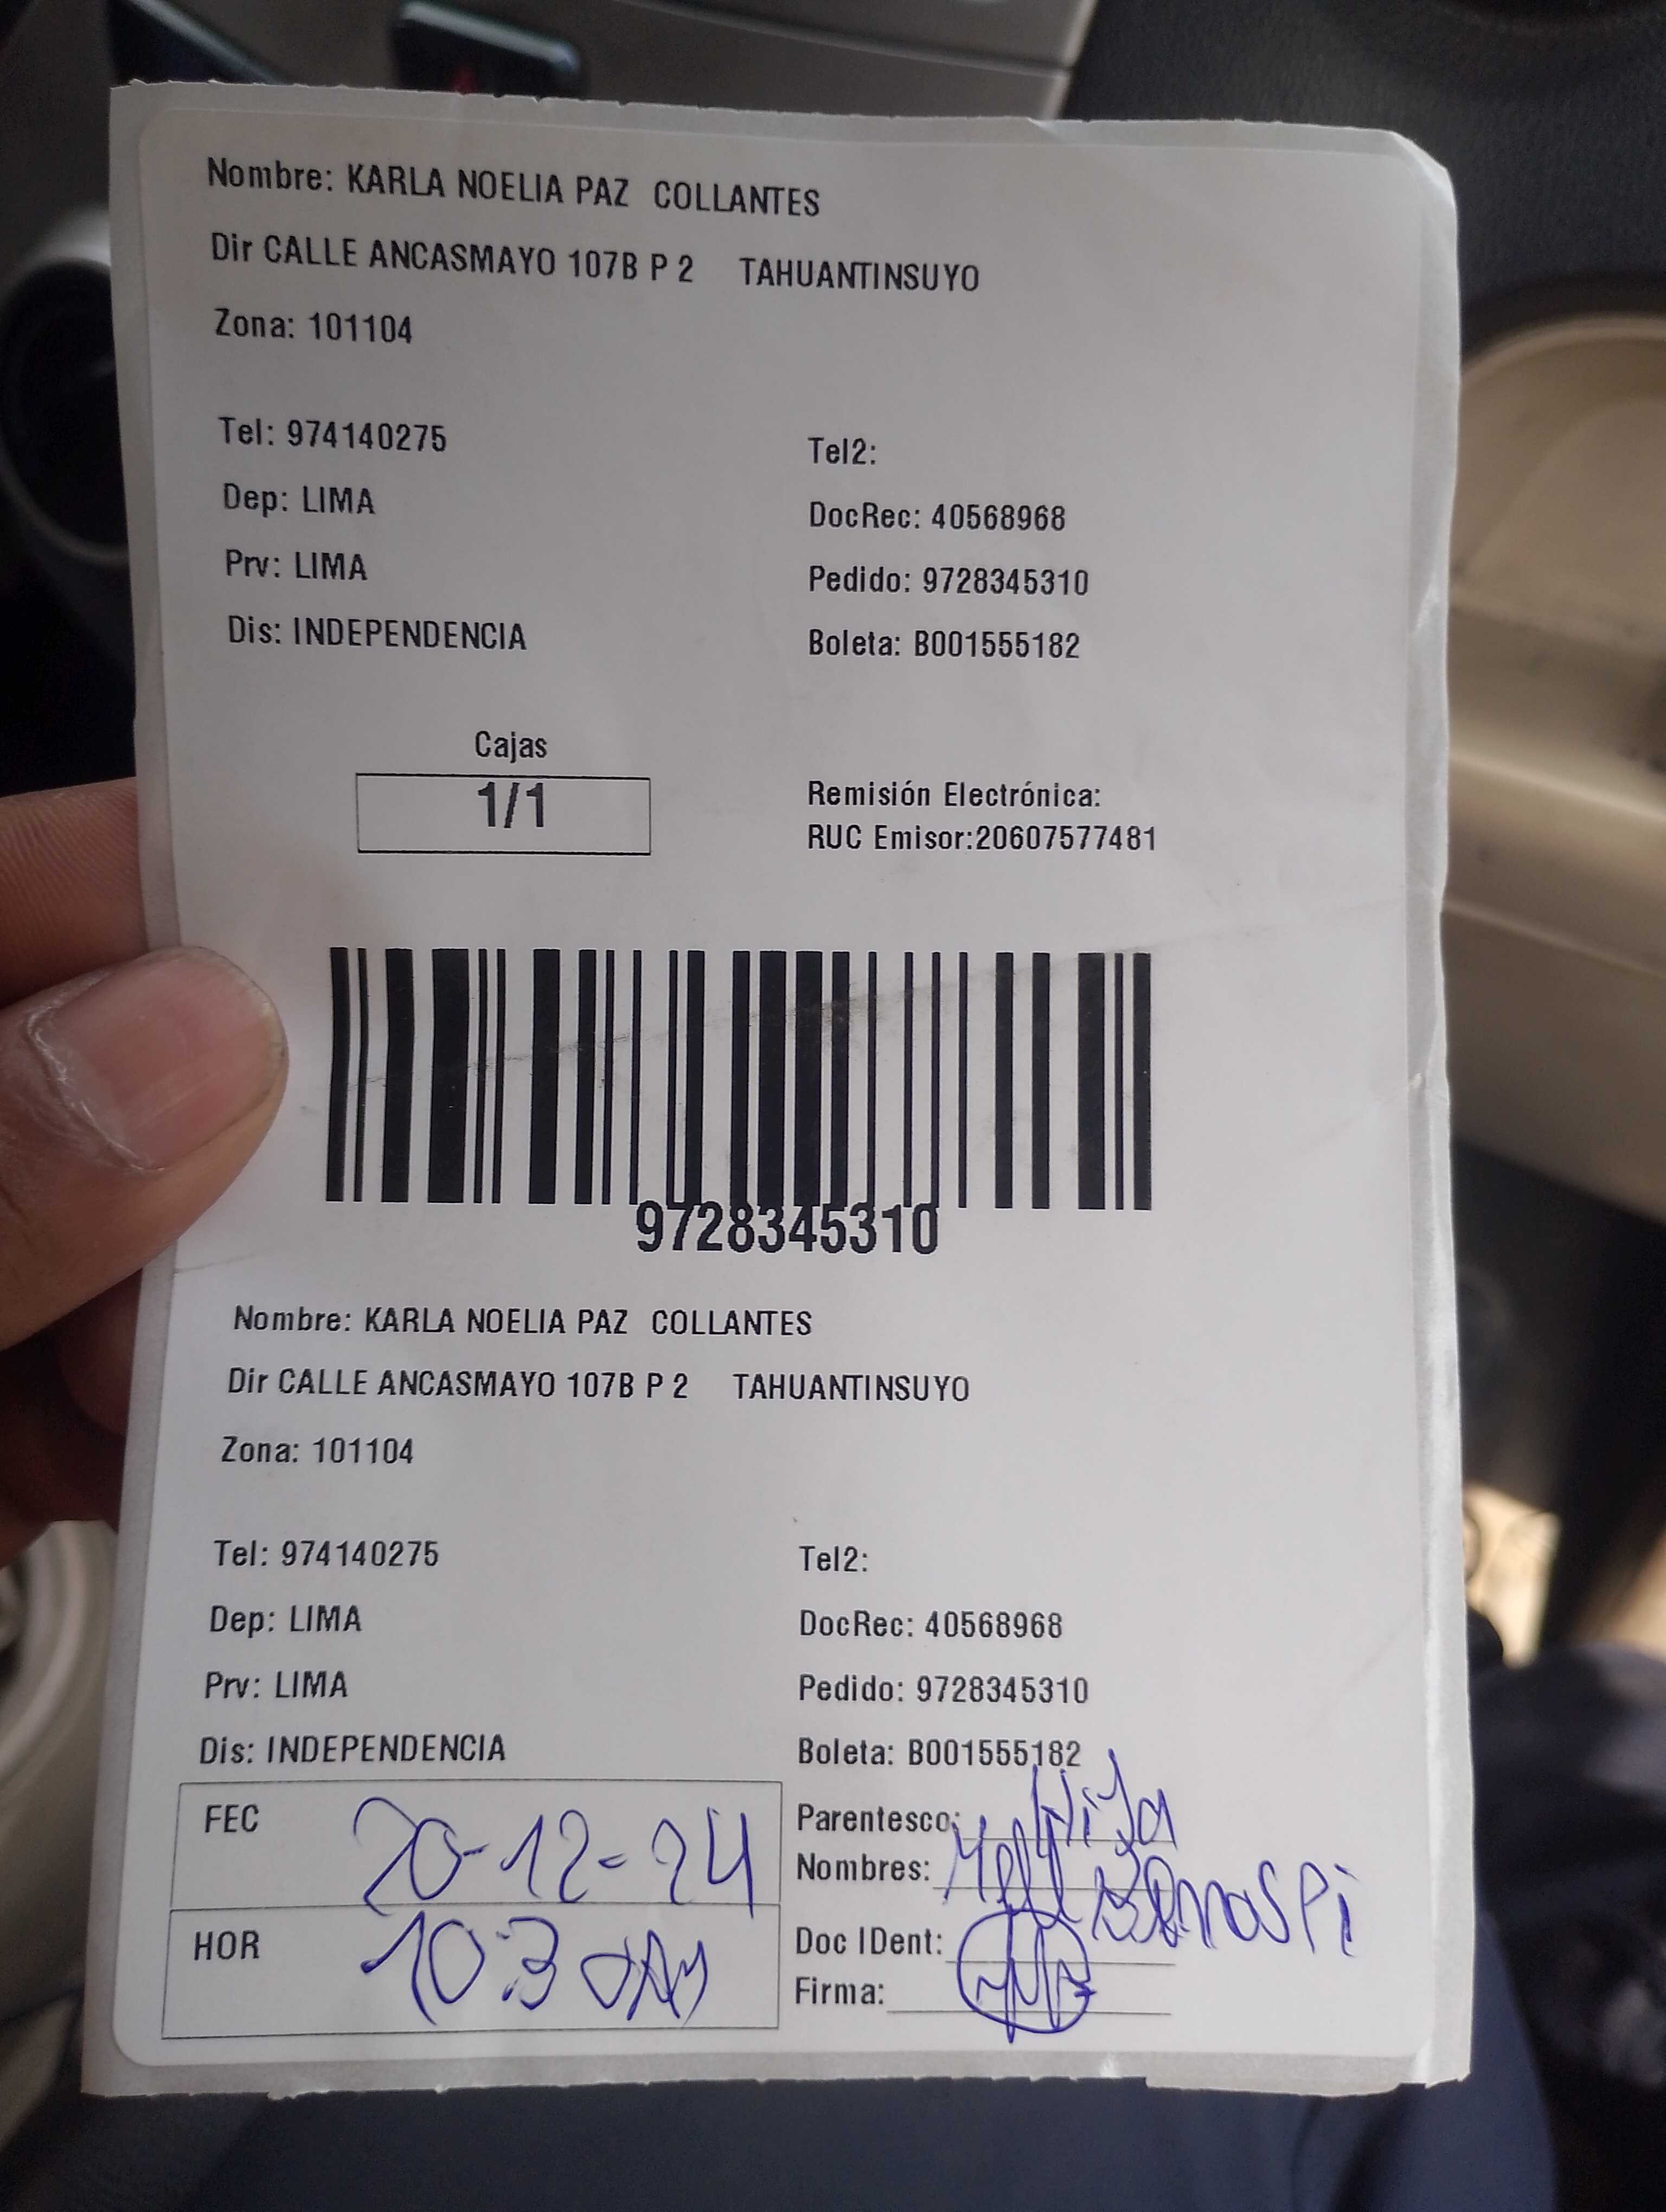 Nombre: KARLA NOELIA PAZ COLLANTES
Dir CALLE ANCASMAYO 107B P 2 TAHUANTINSUYO
Zona: 101104
Tel: 974140275 Tel2:
Dep: LIMA DocRec: 40568968
Prv: LIMA Pedido: 9728345310
Dis: INDEPENDENCIA Boleta: B001555182
Cajas
1/1
Remisión Electrónica:
RUC Emisor:20607577481
9728345310
Nombre: KARLA NOELIA PAZ COLLANTES
Dir CALLE ANCASMAYO 107B P 2 TAHUANTINSUYO
Zona: 101104
Tel: 974140275 Tel2:
Dep: LIMA DocRec: 40568968
Prv: LIMA Pedido: 9728345310
Dis: INDEPENDENCIA Boleta: B001555182
FEC 20-12-24
Parentesco: Hija
Nombres:
HOR 10:30AM
Doc IDent:
Firma: